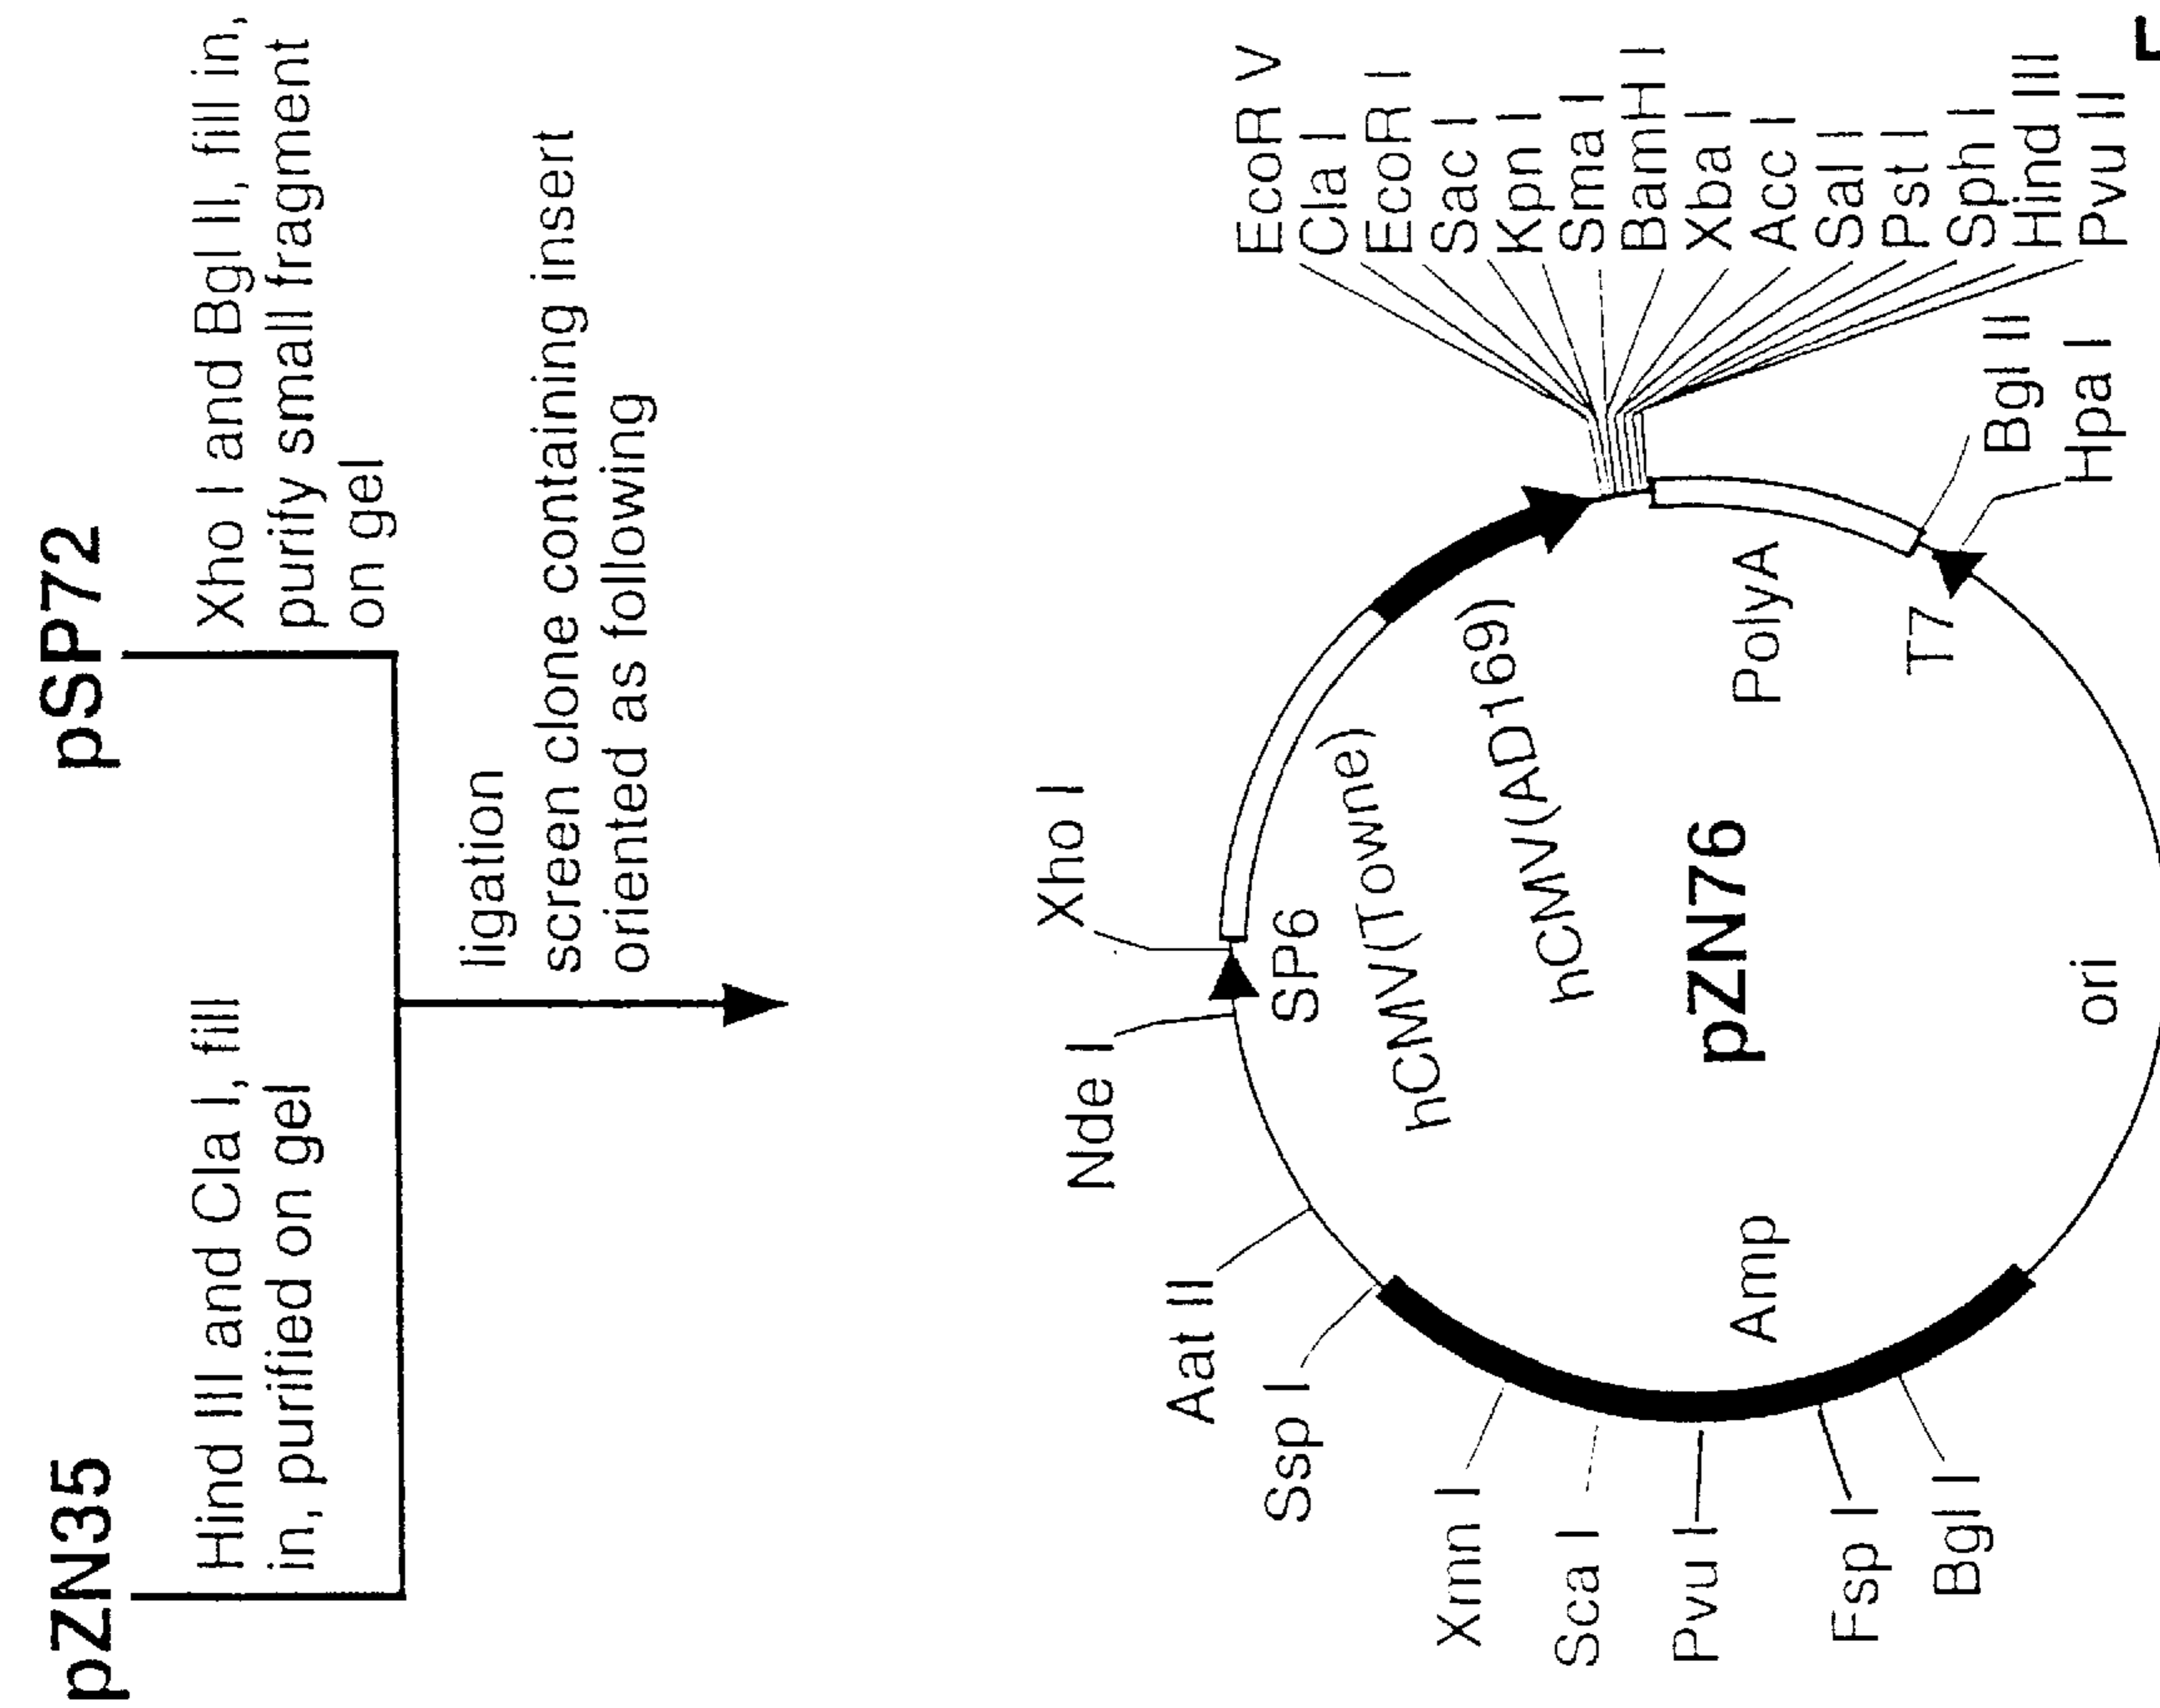 pZN35
pSP72
Hind III and Cla I, fill
in, purified on gel
Xho I and Bgl II, fill in,
purify small fragment
on gel
ligation
screen clone containing insert
oriented as following
Xho I
Nde I
Aat II
Ssp I
Xmn I
Sca I
Pvu I
Fsp I
Bgl I
EcoR V
Cla I
EcoR I
Sac I
Kpn I
Sma I
BamH I
Xba I
Acc I
Sal I
Pst I
Sph I
Hind III
Pvu II
Bgl II
Hpa I
SP6
hCMV(Towne)
hCMV(AD169)
PolyA
T7
pZN76
Amp
ori